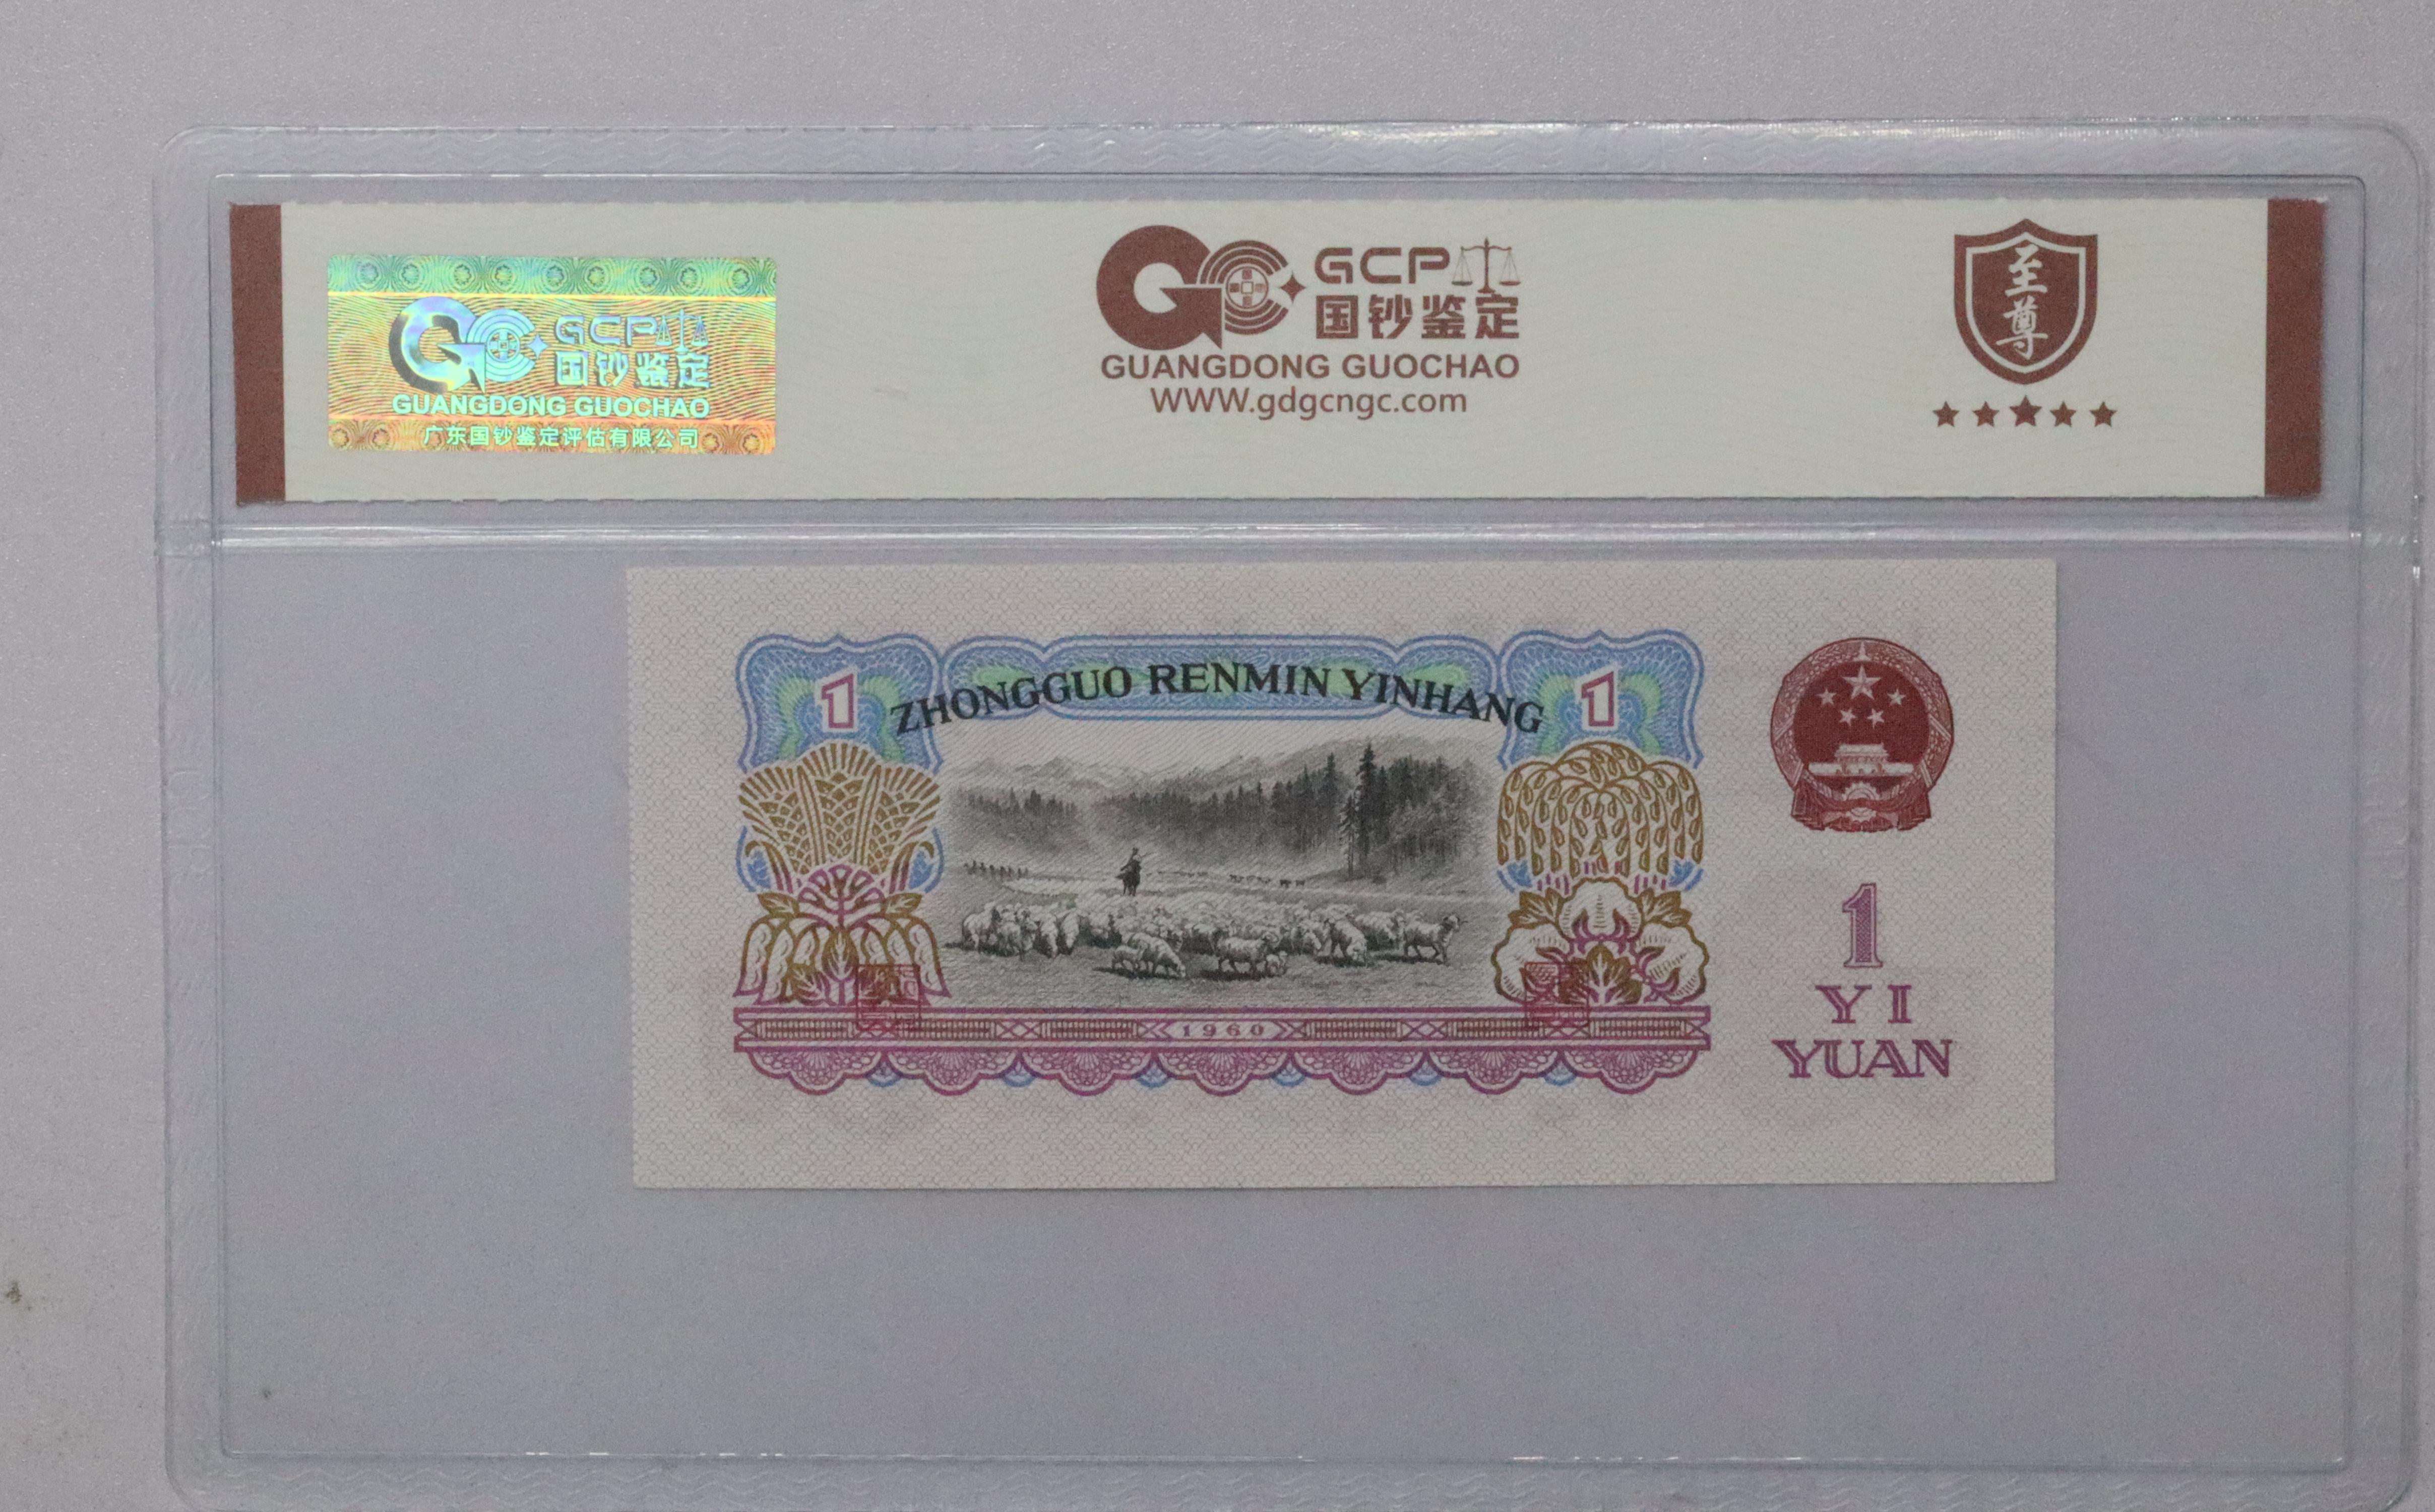 GCP
国钞鉴定
GUANGDONG GUOCHAO
广东国钞鉴定评估有限公司
GCP
国钞鉴定
GUANGDONG GUOCHAO
WWW.gdgcngc.com
至尊
1
ZHONGGUO RENMIN YINHANG
1
1960
1
YI
YUAN